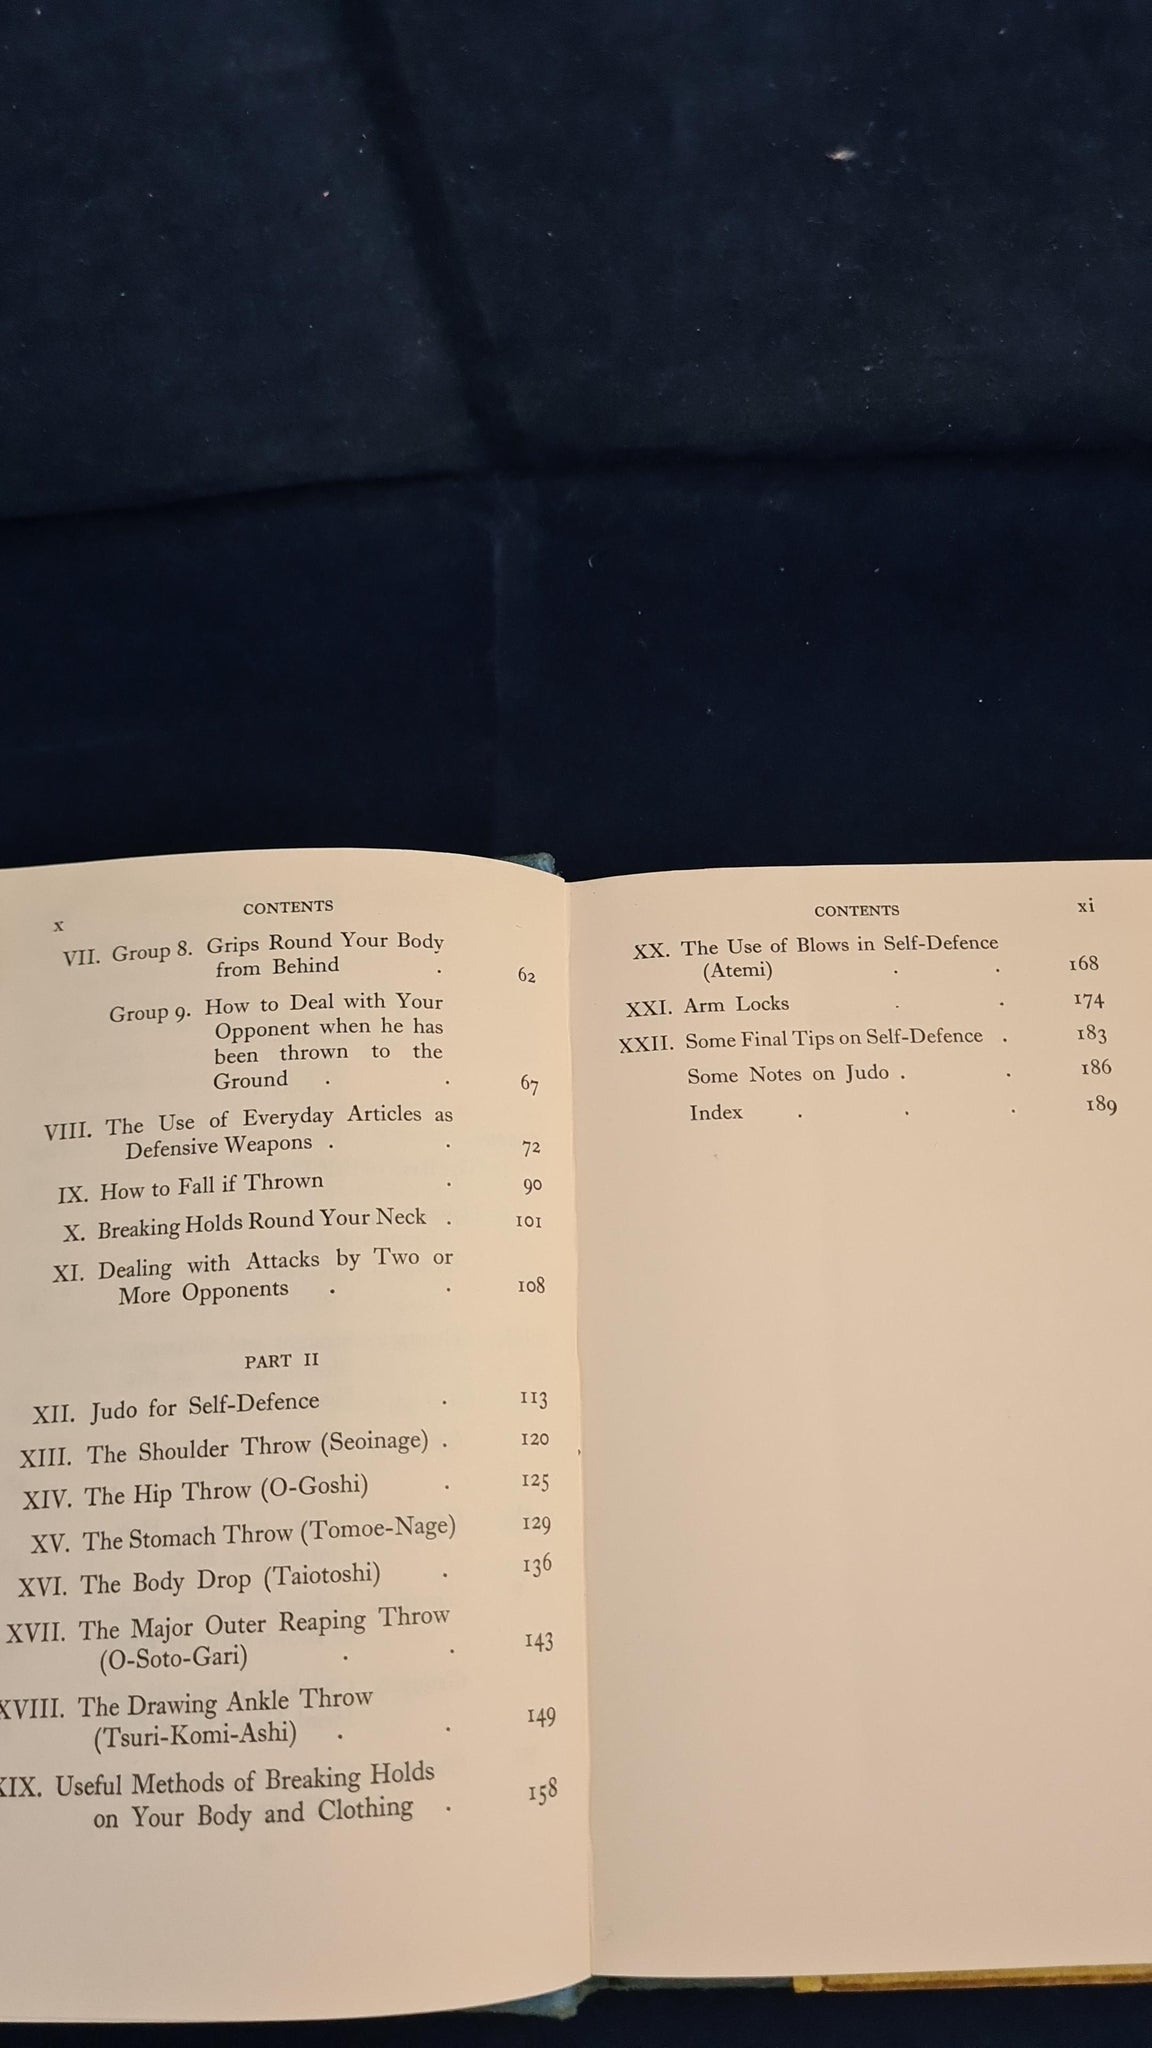 x
CONTENTS
VII. Group 8. Grips Round Your Body
from Behind . 62
Group 9. How to Deal with Your
Opponent when he has
been thrown to the
Ground . . 67
VIII. The Use of Everyday Articles as
Defensive Weapons . . 72
IX. How to Fall if Thrown . 90
X. Breaking Holds Round Your Neck . 101
XI. Dealing with Attacks by Two or
More Opponents . . 108
PART II
XII. Judo for Self-Defence . 113
XIII. The Shoulder Throw (Seoinage) . 120
XIV. The Hip Throw (O-Goshi) . 125
XV. The Stomach Throw (Tomoe-Nage) 129
XVI. The Body Drop (Taiotoshi) . 136
XVII. The Major Outer Reaping Throw
(O-Soto-Gari) . . 143
XVIII. The Drawing Ankle Throw
(Tsuri-Komi-Ashi) . . 149
XIX. Useful Methods of Breaking Holds
on Your Body and Clothing . 158
CONTENTS
xi
XX. The Use of Blows in Self-Defence
(Atemi) . . 168
XXI. Arm Locks . . 174
XXII. Some Final Tips on Self-Defence . 183
Some Notes on Judo . . 186
Index . . . 189